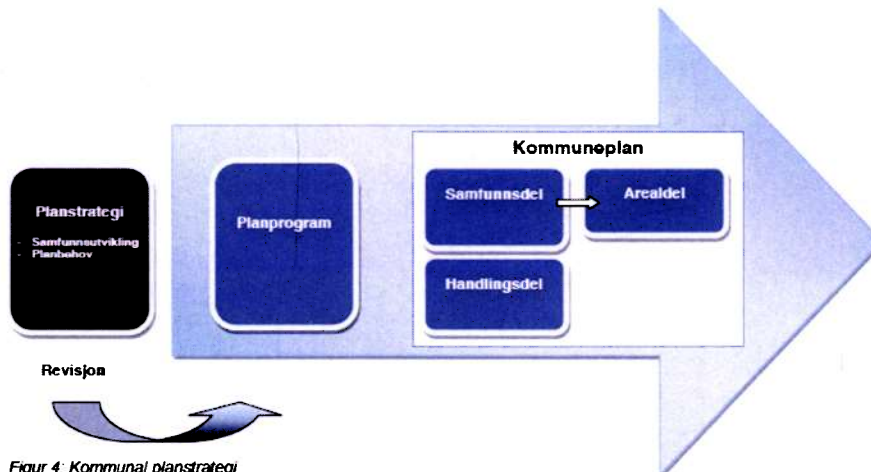 Kommuneplan
Planstrategi
- Samfunnsutvikling
- Planbehov
Planprogram
Samfunnsdel
Arealdel
Handlingsdel
Revisjon
Figur 4: Kommunal planstrategi